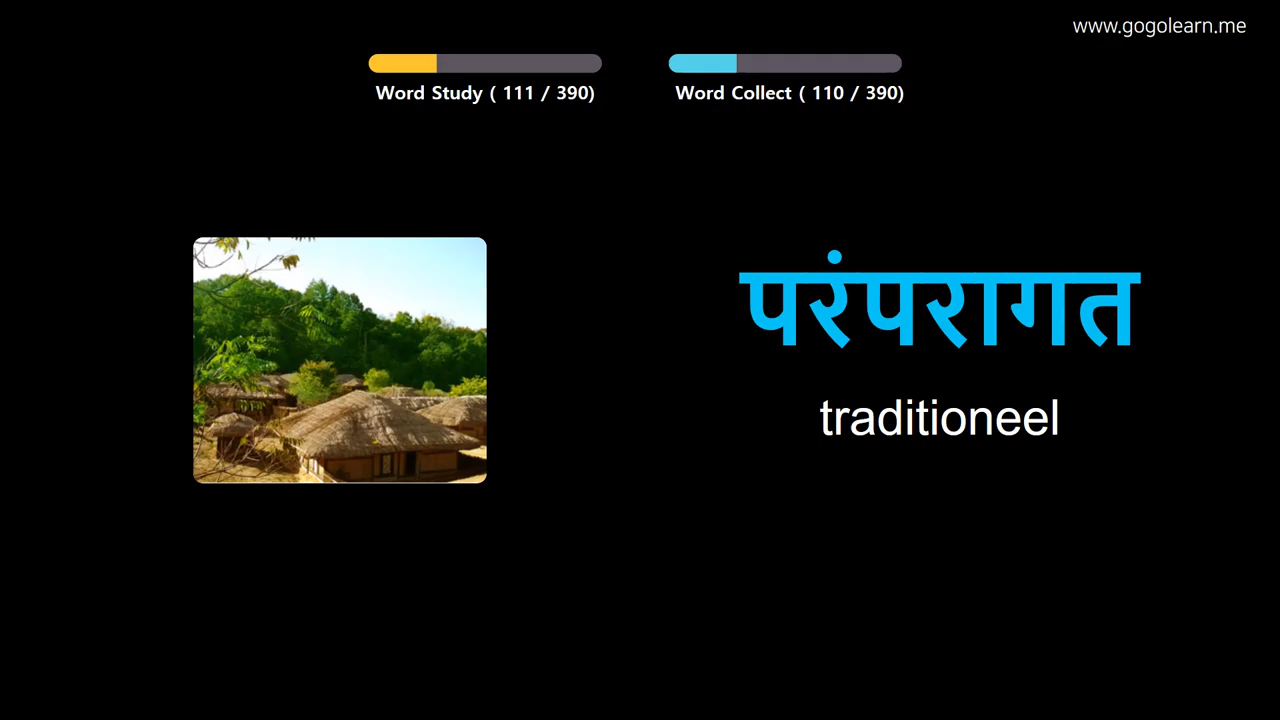 www.gogolearn.me
Word Study ( 111 / 390)
Word Collect ( 110 / 390)
परंपरागत
traditioneel